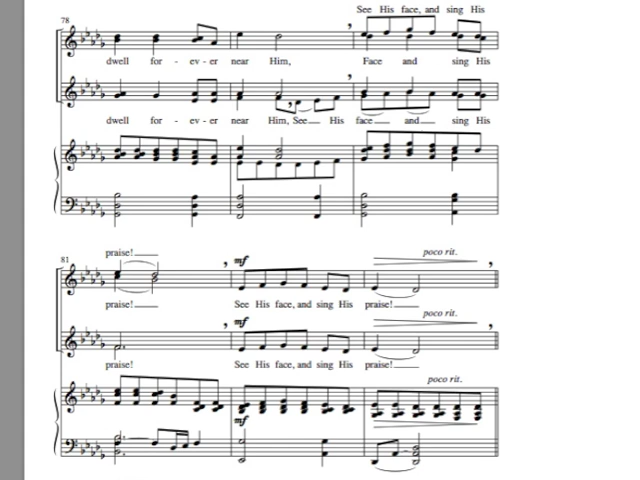 See His face, and sing His
78
dwell for - ev - er near Him, Face and sing His
dwell for - ev - er near Him, See His face and sing His
praise!
81
mf
poco rit.
praise! See His face, and sing His praise!
mf
poco rit.
praise! See His face, and sing His praise!
poco rit.
mf